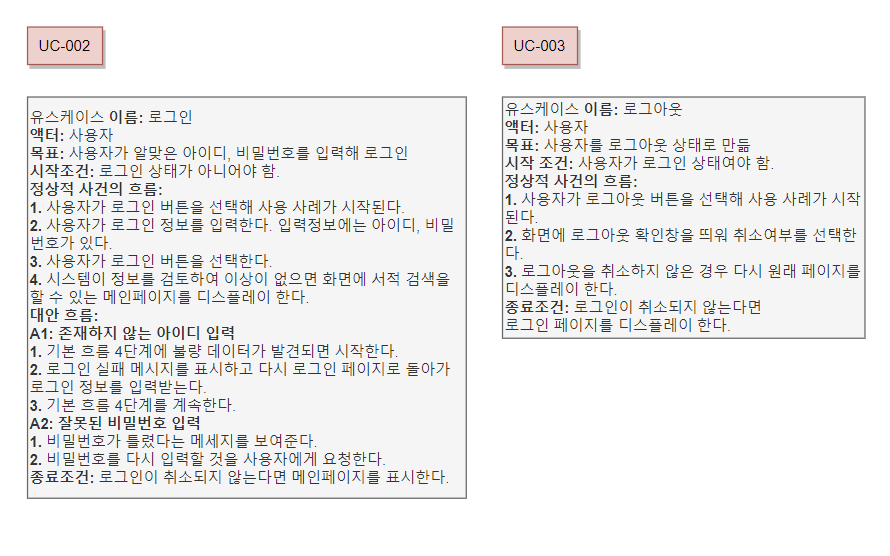 UC-002
유스케이스 이름: 로그인
액터: 사용자
목표: 사용자가 알맞은 아이디, 비밀번호를 입력해 로그인
시작조건: 로그인 상태가 아니어야 함.
정상적 사건의 흐름:
1. 사용자가 로그인 버튼을 선택해 사용 사례가 시작된다.
2. 사용자가 로그인 정보를 입력한다. 입력정보에는 아이디, 비밀
번호가 있다.
3. 사용자가 로그인 버튼을 선택한다.
4. 시스템이 정보를 검토하여 이상이 없으면 화면에 서적 검색을
할 수 있는 메인페이지를 디스플레이 한다.
대안 흐름:
A1: 존재하지 않는 아이디 입력
1. 기본 흐름 4단계에 불량 데이터가 발견되면 시작한다.
2. 로그인 실패 메시지를 표시하고 다시 로그인 페이지로 돌아가
로그인 정보를 입력받는다.
3. 기본 흐름 4단계를 계속한다.
A2: 잘못된 비밀번호 입력
1. 비밀번호가 틀렸다는 메세지를 보여준다.
2. 비밀번호를 다시 입력할 것을 사용자에게 요청한다.
종료조건: 로그인이 취소되지 않는다면 메인페이지를 표시한다.
UC-003
유스케이스 이름: 로그아웃
액터: 사용자
목표: 사용자를 로그아웃 상태로 만듦
시작 조건: 사용자가 로그인 상태여야 함.
정상적 사건의 흐름:
1. 사용자가 로그아웃 버튼을 선택해 사용 사례가 시작
된다.
2. 화면에 로그아웃 확인창을 띄워 취소여부를 선택한
다.
3. 로그아웃을 취소하지 않은 경우 다시 원래 페이지를
디스플레이 한다.
종료조건: 로그인이 취소되지 않는다면
로그인 페이지를 디스플레이 한다.